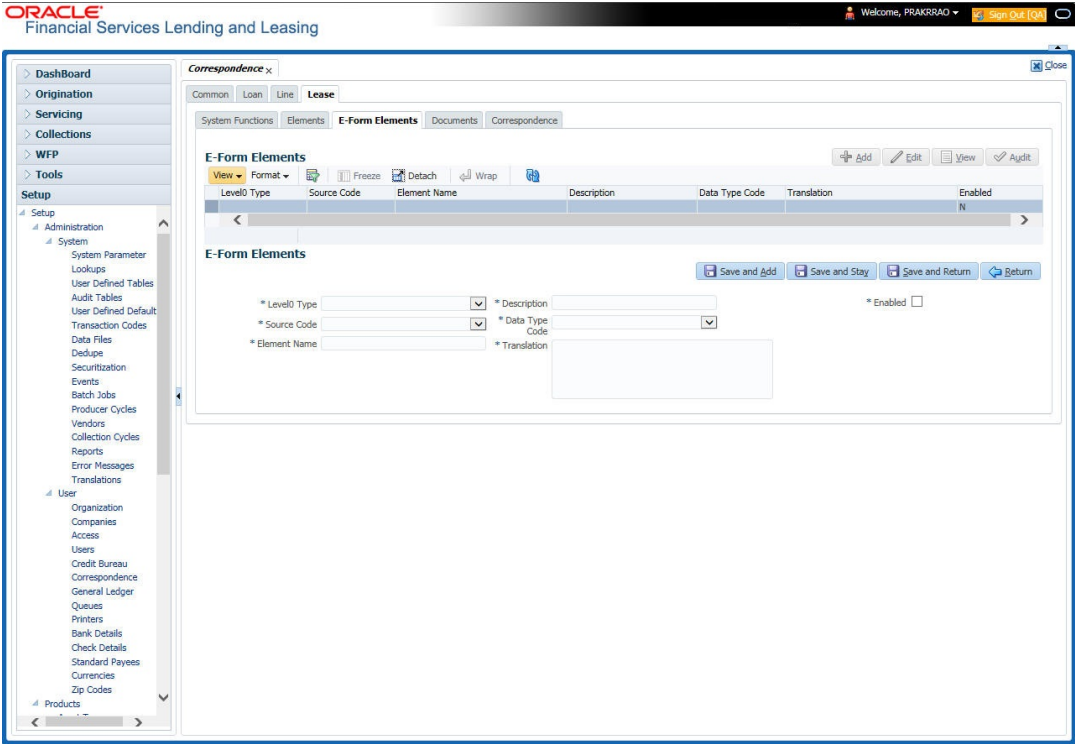 ORACLE
Financial Services Lending and Leasing
Welcome, PRAKRRAO
Sign Out [QA]
DashBoard
Origination
Servicing
Collections
WFP
Tools
Setup
Setup
Administration
System
System Parameter
Lookups
User Defined Tables
Audit Tables
User Defined Default
Transaction Codes
Data Files
Dedupe
Securitization
Events
Batch Jobs
Producer Cycles
Vendors
Collection Cycles
Reports
Error Messages
Translations
User
Organization
Companies
Access
Users
Credit Bureau
Correspondence
General Ledger
Queues
Printers
Bank Details
Check Details
Standard Payees
Currencies
Zip Codes
Products
Correspondence x
Close
Common Loan Line Lease
System Functions Elements E-Form Elements Documents Correspondence
E-Form Elements
Add Edit View Audit
View Format Freeze Detach Wrap
Level0 Type Source Code Element Name Description Data Type Code Translation Enabled
N
E-Form Elements
Save and Add Save and Stay Save and Return Return
* Level0 Type
* Source Code
* Element Name
* Description
* Data Type
Code
* Translation
* Enabled